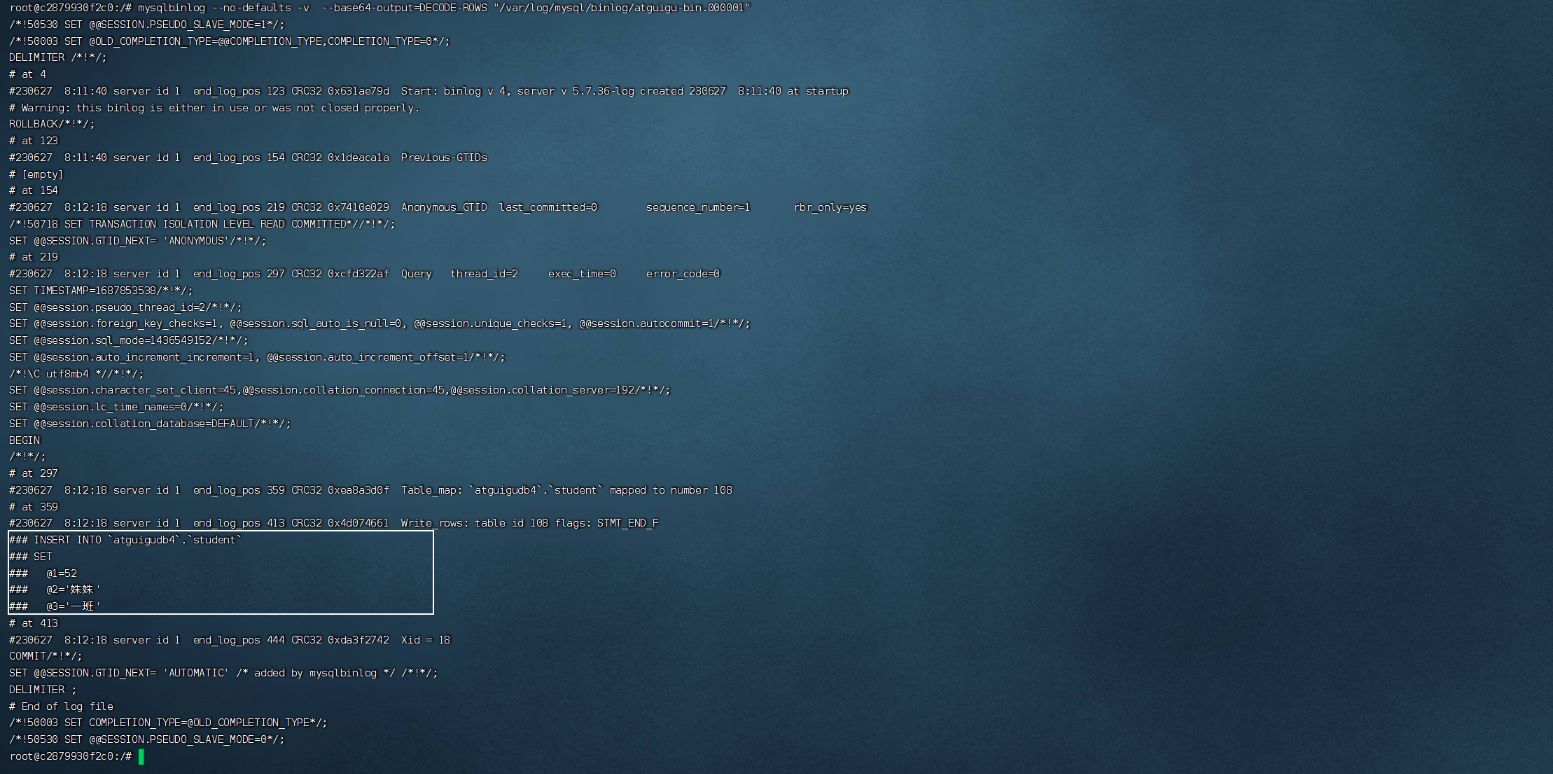 root@c2879930f2c0:/# mysqlbinlog --no-defaults -v  --base64-output=DECODE-ROWS "/var/log/mysql/binlog/atguigu-bin.000001"
/*!50530 SET @@SESSION.PSEUDO_SLAVE_MODE=1*/;
/*!50003 SET @OLD_COMPLETION_TYPE=@@COMPLETION_TYPE,COMPLETION_TYPE=0*/;
DELIMITER /*!*/;
# at 4
#230627  8:11:40 server id 1  end_log_pos 123 CRC32 0x631ae79d  Start: binlog v 4, server v 5.7.36-log created 230627  8:11:40 at startup
# Warning: this binlog is either in use or was not closed properly.
ROLLBACK/*!*/;
# at 123
#230627  8:11:40 server id 1  end_log_pos 154 CRC32 0x1deaca1a  Previous-GTIDs
# [empty]
# at 154
#230627  8:12:18 server id 1  end_log_pos 219 CRC32 0x7410e029  Anonymous_GTID  last_committed=0        sequence_number=1       rbr_only=yes
/*!50718 SET TRANSACTION ISOLATION LEVEL READ COMMITTED*//*!*/;
SET @@SESSION.GTID_NEXT= 'ANONYMOUS'/*!*/;
# at 219
#230627  8:12:18 server id 1  end_log_pos 297 CRC32 0xcfd322af  Query   thread_id=2     exec_time=0     error_code=0
SET TIMESTAMP=1687853538/*!*/;
SET @@session.pseudo_thread_id=2/*!*/;
SET @@session.foreign_key_checks=1, @@session.sql_auto_is_null=0, @@session.unique_checks=1, @@session.autocommit=1/*!*/;
SET @@session.sql_mode=1436549152/*!*/;
SET @@session.auto_increment_increment=1, @@session.auto_increment_offset=1/*!*/;
/*!\C utf8mb4 *//*!*/;
SET @@session.character_set_client=45,@@session.collation_connection=45,@@session.collation_server=192/*!*/;
SET @@session.lc_time_names=0/*!*/;
SET @@session.collation_database=DEFAULT/*!*/;
BEGIN
/*!*/;
# at 297
#230627  8:12:18 server id 1  end_log_pos 359 CRC32 0xea8a3d0f  Table_map: `atguigudb4`.`student` mapped to number 108
# at 359
#230627  8:12:18 server id 1  end_log_pos 413 CRC32 0x4d074661  Write_rows: table id 108 flags: STMT_END_F
### INSERT INTO `atguigudb4`.`student`
### SET
###   @1=52
###   @2='妹妹'
###   @3='一班'
# at 413
#230627  8:12:18 server id 1  end_log_pos 444 CRC32 0xda3f2742  Xid = 18
COMMIT/*!*/;
SET @@SESSION.GTID_NEXT= 'AUTOMATIC' /* added by mysqlbinlog */ /*!*/;
DELIMITER ;
# End of log file
/*!50003 SET COMPLETION_TYPE=@OLD_COMPLETION_TYPE*/;
/*!50530 SET @@SESSION.PSEUDO_SLAVE_MODE=0*/;
root@c2879930f2c0:/#